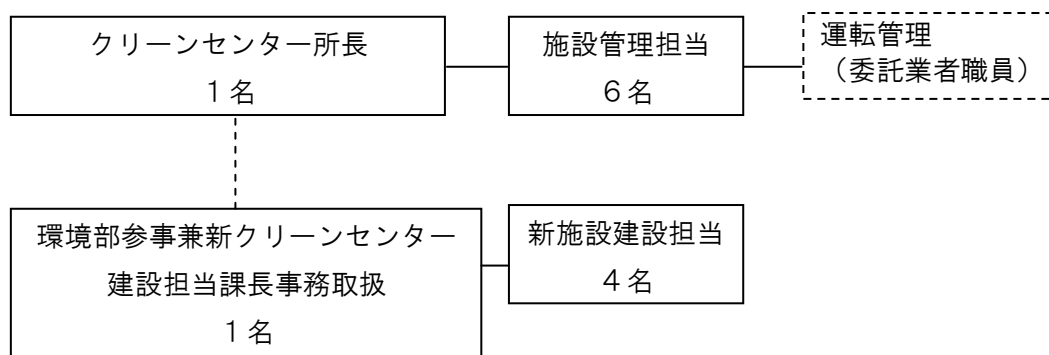 クリーンセンター所長
１名
施設管理担当
６名
運転管理
（委託業者職員）
環境部参事兼新クリーンセンター
建設担当課長事務取扱
１名
新施設建設担当
４名